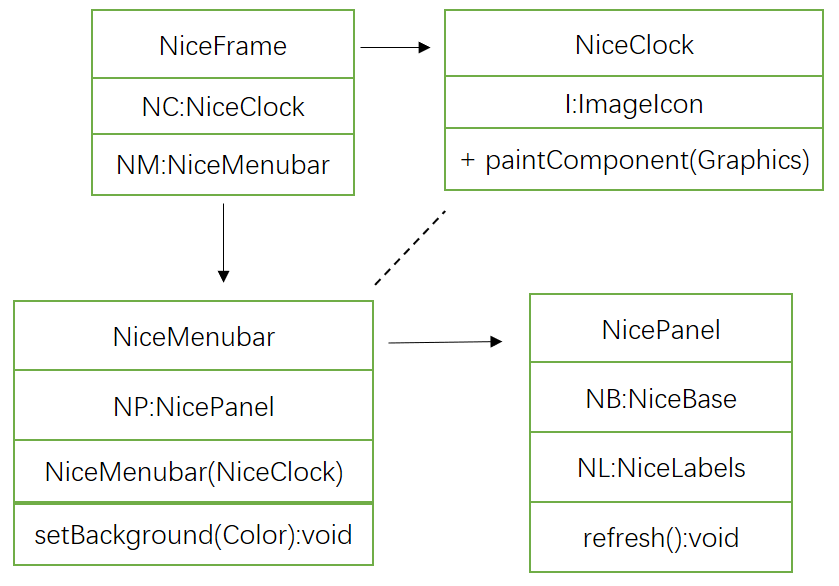 NiceFrame
NC:NiceClock
NM:NiceMenubar
NiceClock
I:ImageIcon
+ paintComponent(Graphics)
NiceMenubar
NP:NicePanel
NiceMenubar(NiceClock)
setBackground(Color):void
NicePanel
NB:NiceBase
NL:NiceLabels
refresh():void